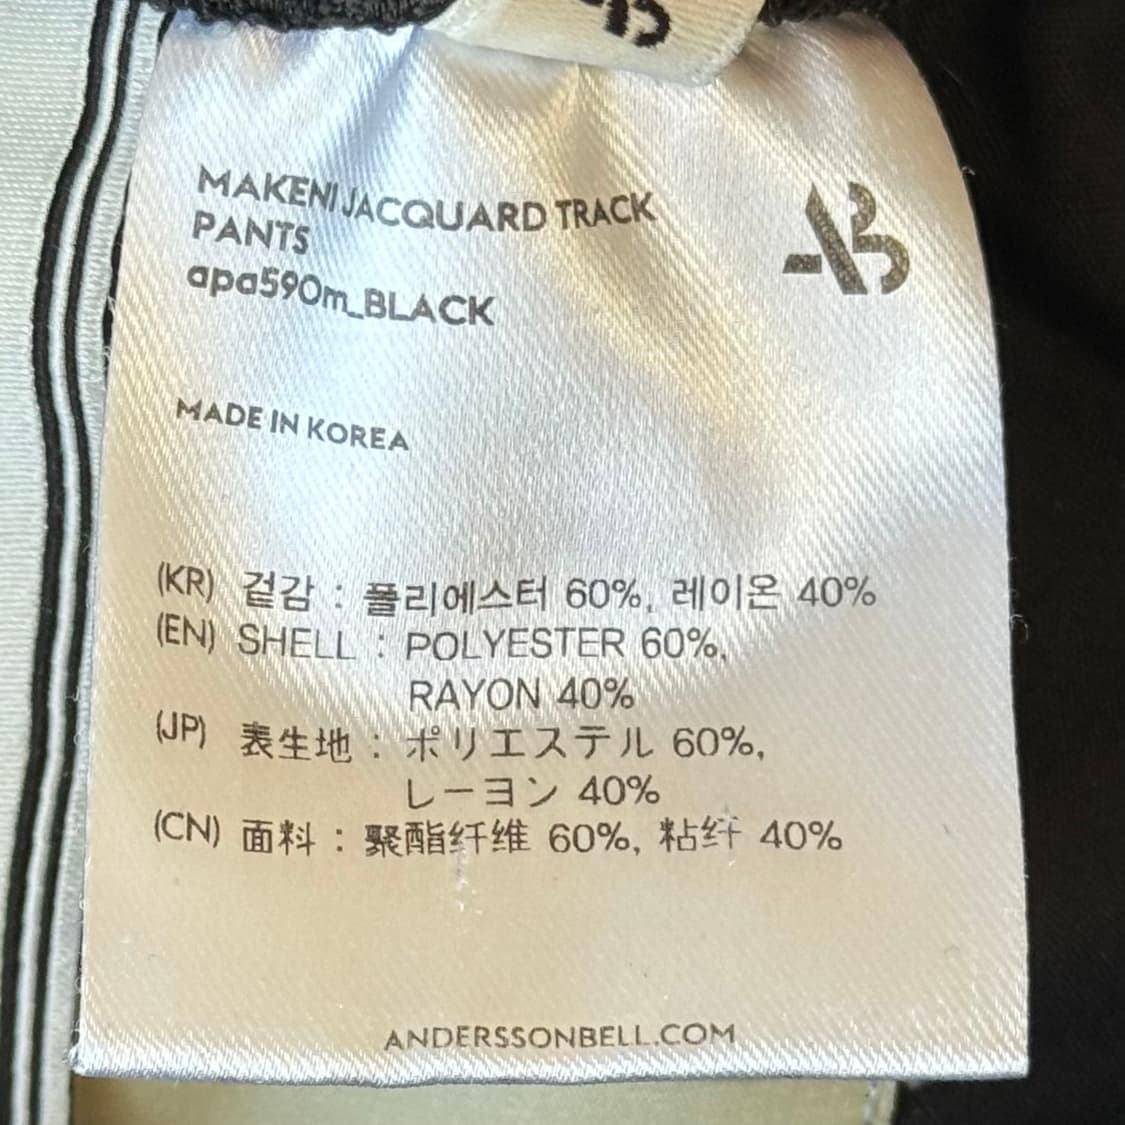 MAKENI JACQUARD TRACK
PANTS
apa590m_BLACK
MADE IN KOREA
(KR) 겉감 : 폴리에스터 60%, 레이온 40%
(EN) SHELL : POLYESTER 60%,
RAYON 40%
(JP) 表生地 : ポリエステル 60%,
レーヨン 40%
(CN) 面料 : 聚酯纤维 60%, 粘纤 40%
ANDERSSONBELL.COM